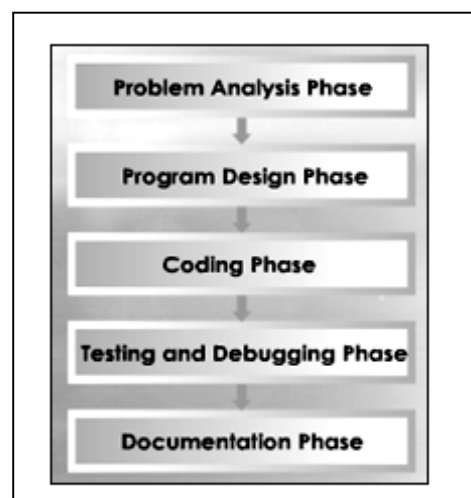 Problem Analysis Phase
Program Design Phase
Coding Phase
Testing and Debugging Phase
Documentation Phase